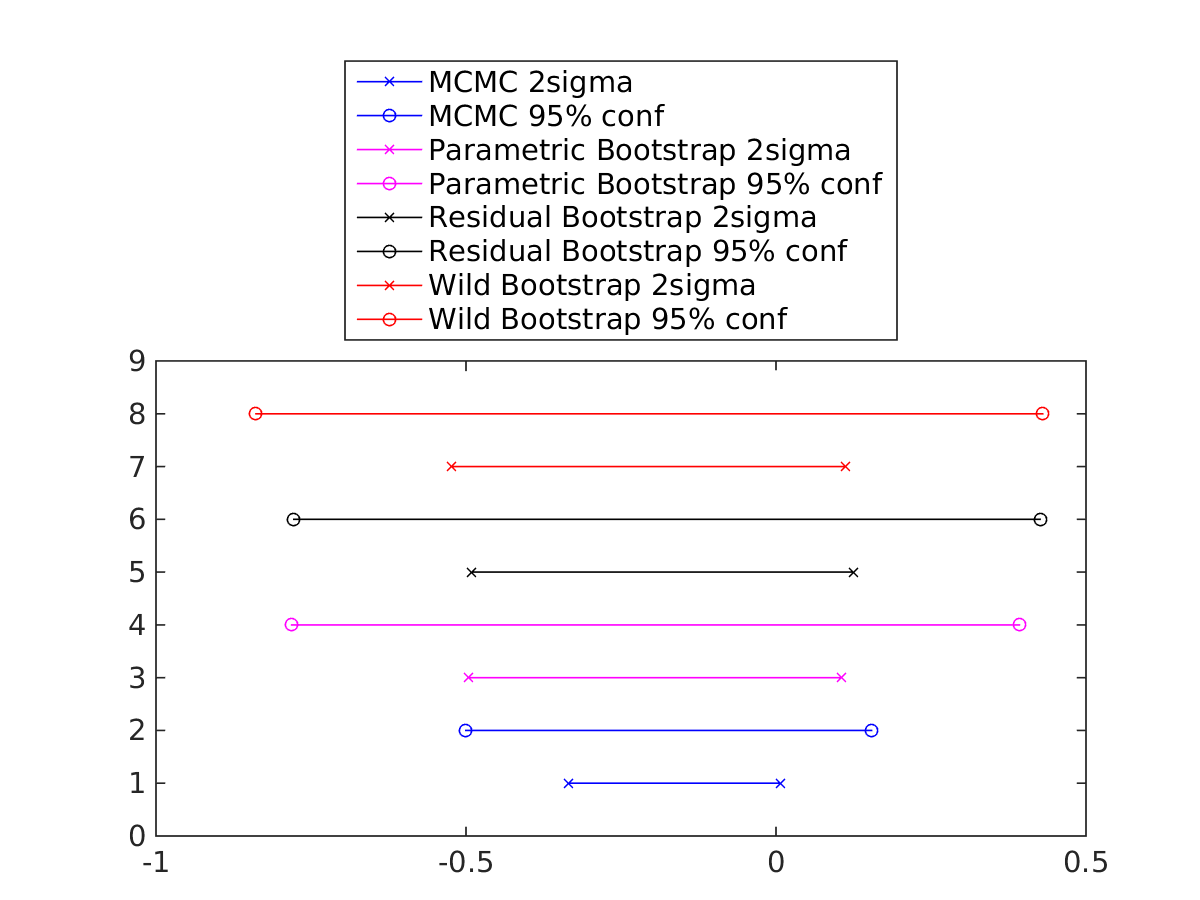 MCMC 2sigma
MCMC 95% conf
Parametric Bootstrap 2sigma
Parametric Bootstrap 95% conf
Residual Bootstrap 2sigma
Residual Bootstrap 95% conf
Wild Bootstrap 2sigma
Wild Bootstrap 95% conf
9
8
7
6
5
4
3
2
1
0
-1 -0.5 0 0.5